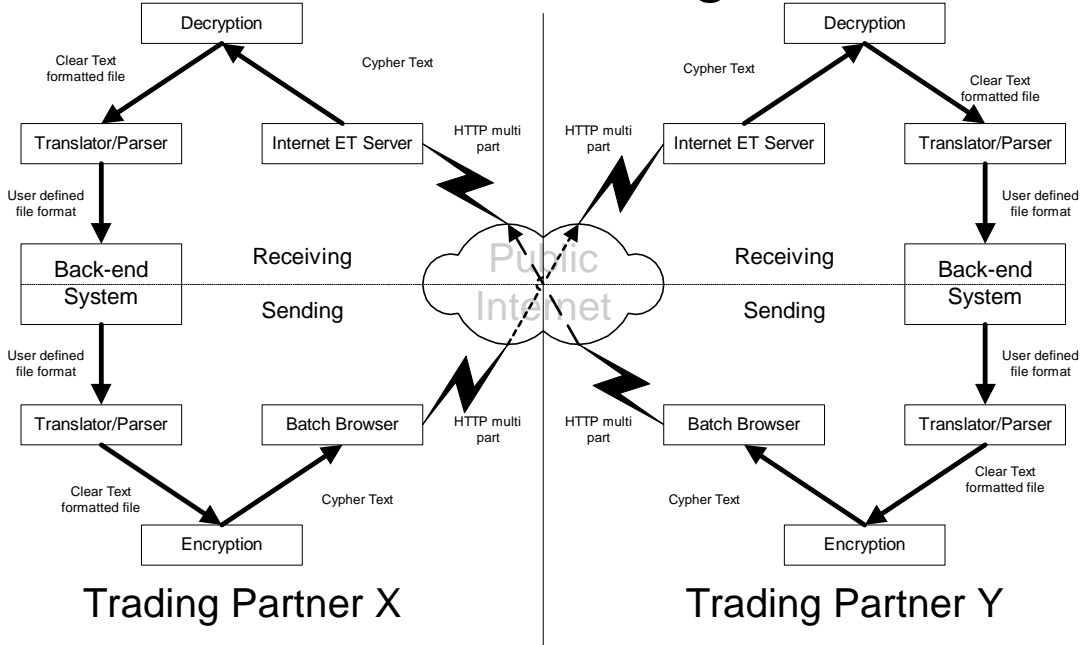 Decryption
Clear Text
formatted file
Cypher Text
Translator/Parser
Internet ET Server
HTTP multi
part
User defined
file format
Back-end
System
Receiving
Sending
User defined
file format
Translator/Parser
Batch Browser
HTTP multi
part
Clear Text
formatted file
Cypher Text
Encryption
Trading Partner X
Public
Internet
Decryption
Cypher Text
Clear Text
formatted file
HTTP multi
part
Internet ET Server
Translator/Parser
User defined
file format
Receiving
Sending
Back-end
System
User defined
file format
HTTP multi
part
Batch Browser
Translator/Parser
Cypher Text
Clear Text
formatted file
Encryption
Trading Partner Y